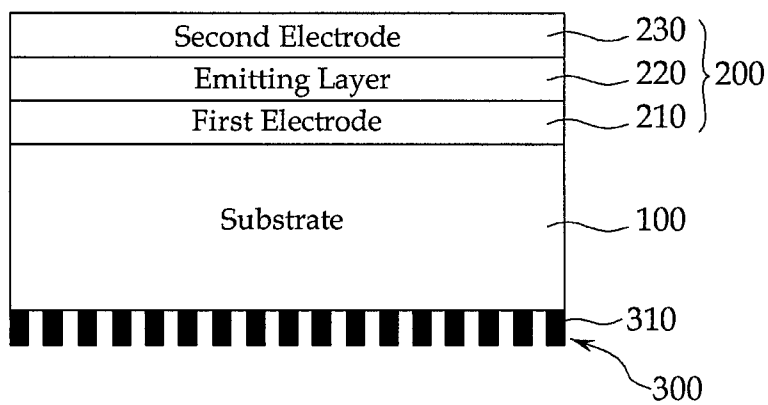 Second Electrode 230
Emitting Layer 220 200
First Electrode 210
Substrate 100
310
300